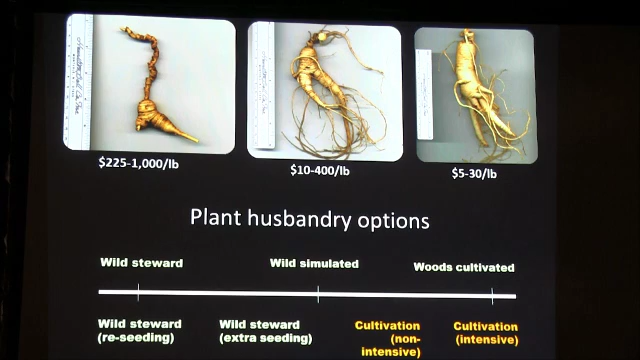 $225-1,000/lb
$10-400/lb
$5-30/lb
Plant husbandry options
Wild steward
Wild simulated
Woods cultivated
Wild steward
(re-seeding)
Wild steward
(extra seeding)
Cultivation
(non-
intensive)
Cultivation
(intensive)